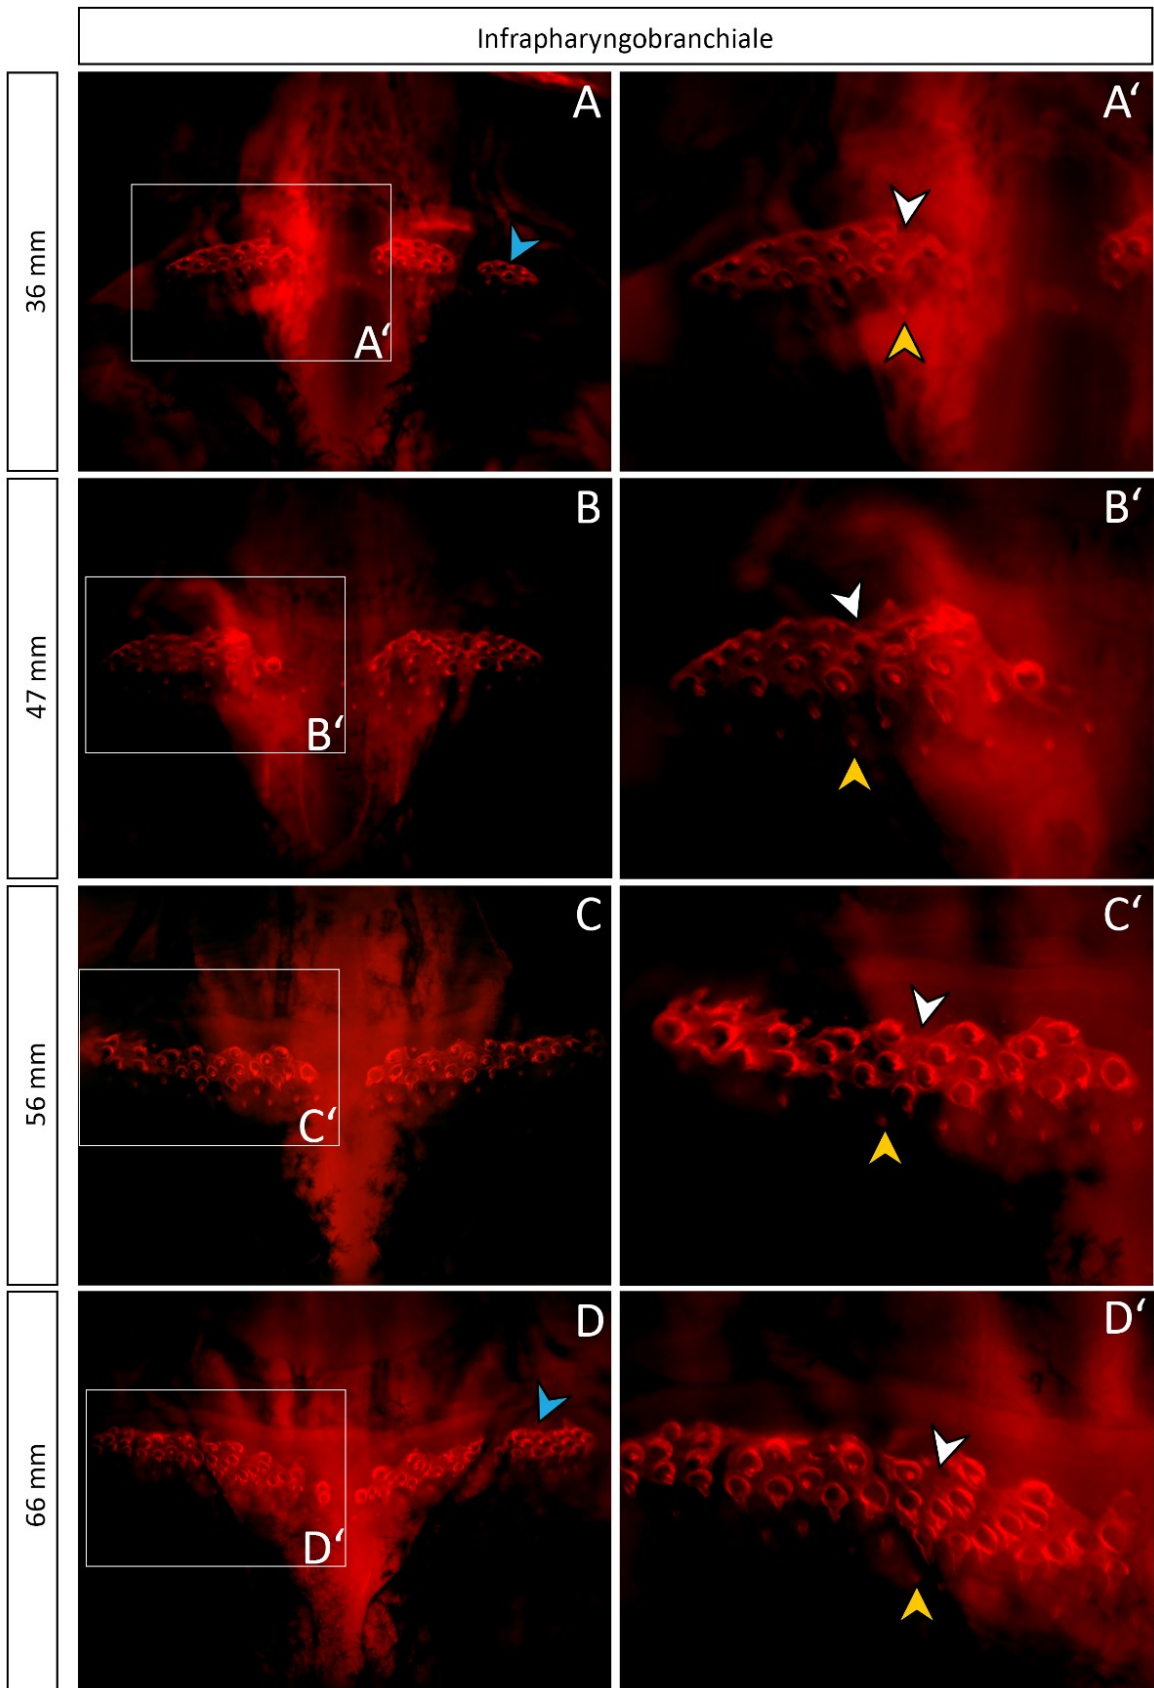 Infrapharyngobranchiale
36 mm
A
A‘
A‘
47 mm
B
B‘
B‘
56 mm
C
C‘
C‘
66 mm
D
D‘
D‘